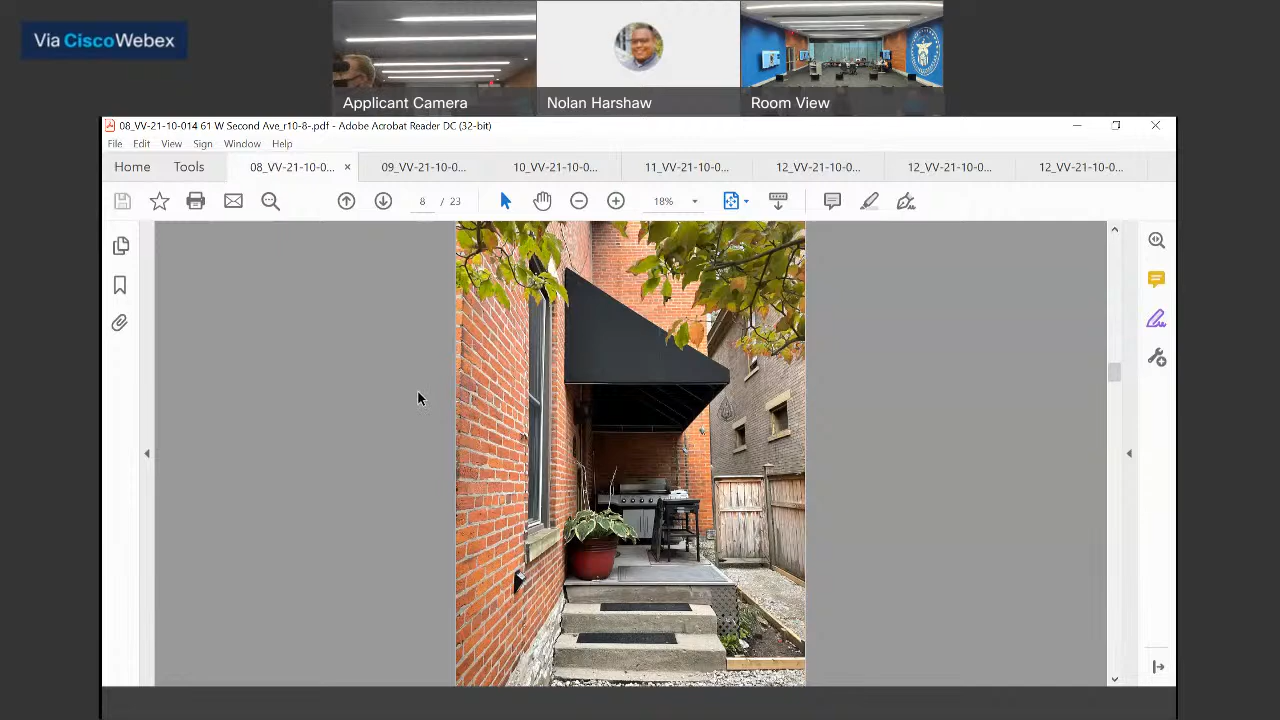 Via CiscoWebex
Applicant Camera
Nolan Harshaw
Room View
08_VV-21-10-014 61 W Second Ave_r10-8-.pdf - Adobe Acrobat Reader DC (32-bit)
File Edit View Sign Window Help
Home Tools 08_VV-21-10-0... 09_VV-21-10-0... 10_VV-21-10-0... 11_VV-21-10-0... 12_VV-21-10-0... 12_VV-21-10-0... 12_VV-21-10-0...
8 / 23 18%